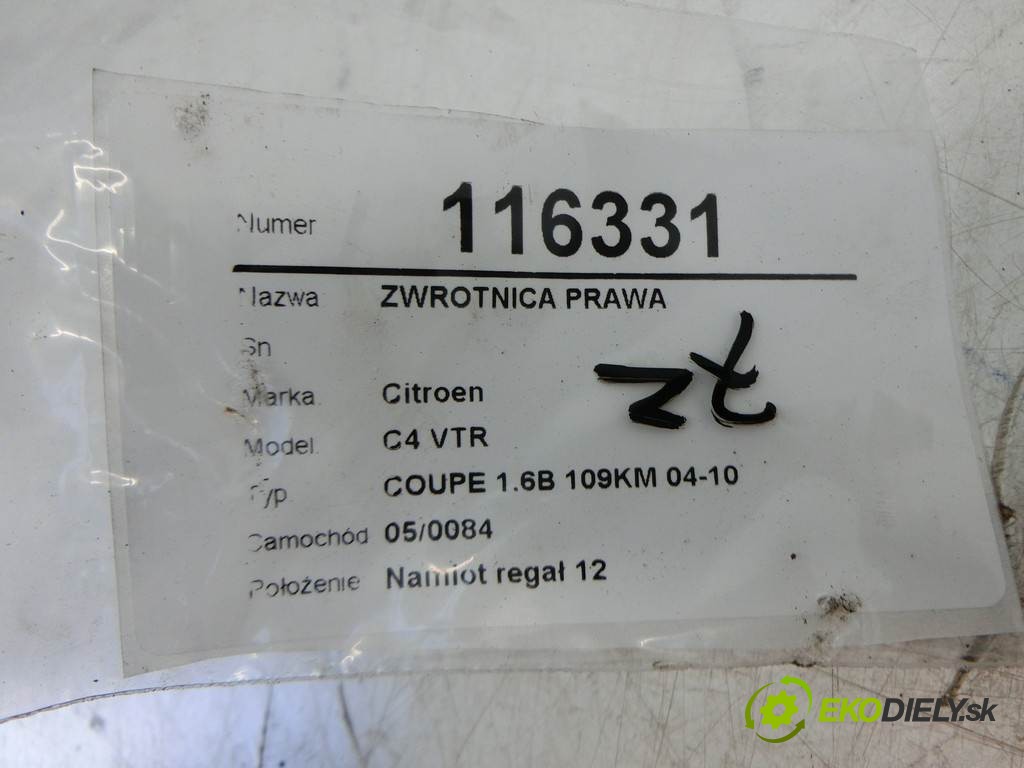 Numer 116331
Nazwa ZWROTNICA PRAWA
Sn
zł
Marka Citroen
Model C4 VTR
Typ COUPE 1.6B 109KM 04-10
Samochód 05/0084
Położenie Namiot regał 12
EKODIELY.sk